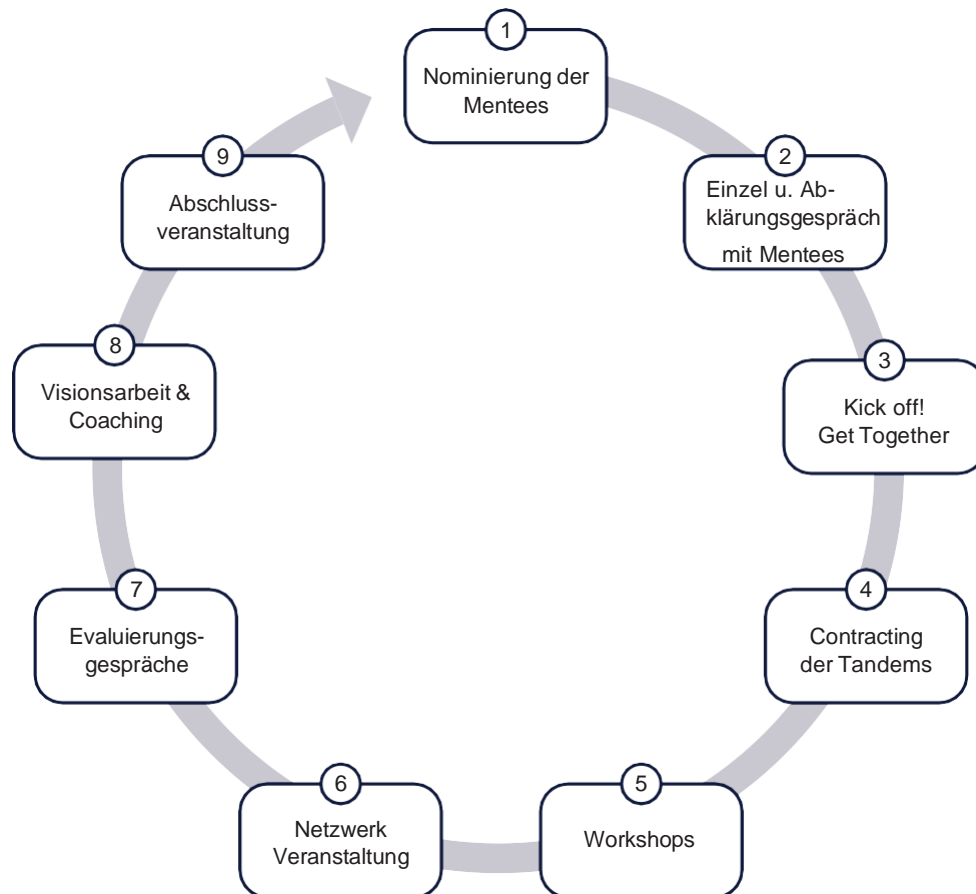 1
Nominierung der
Mentees
2
Einzel u. Ab-
klärungsgespräch
mit Mentees
3
Kick off!
Get Together
4
Contracting
der Tandems
5
Workshops
6
Netzwerk
Veranstaltung
7
Evaluierungs-
gespräche
8
Visionsarbeit &
Coaching
9
Abschluss-
veranstaltung